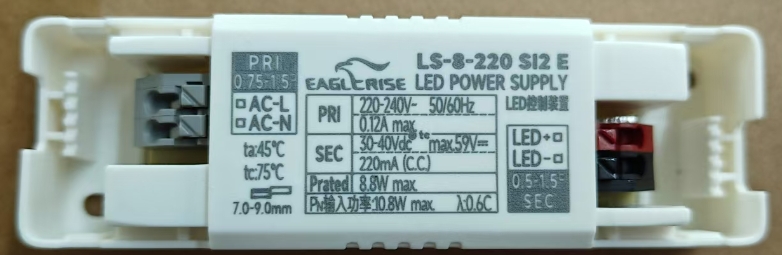 PRI
0.75-1.5
AC-L
AC-N
ta:45℃
tc:75℃
7.0-9.0mm
EAGLERISE
LS-8-220 SI2 E
LED POWER SUPPLY
LED控制装置
PRI 220-240V~ 50/60Hz
0.12A max.
tc
SEC 30-40Vdc max.59V⎓
220mA (C.C.)
Prated 8.8W max.
PN输入功率:10.8W max. λ:0.6C
LED+
LED-
0.5-1.5
SEC